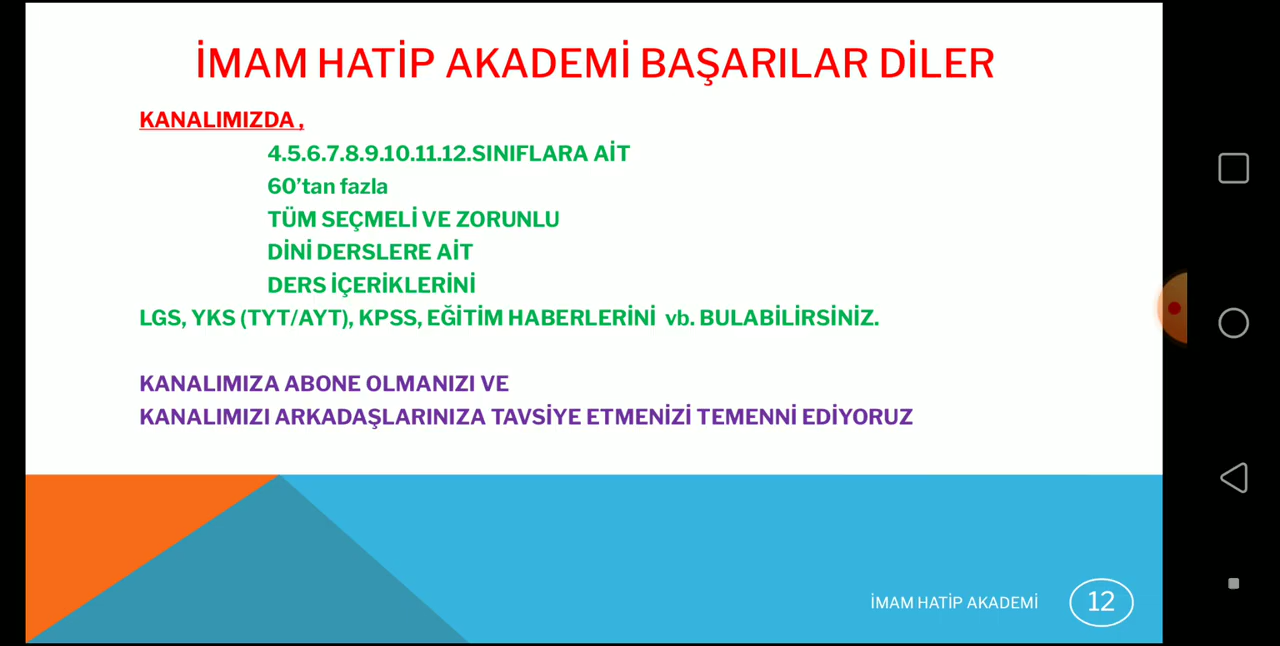 İMAM HATİP AKADEMİ BAŞARILAR DİLER
KANALIMIZDA ,
4.5.6.7.8.9.10.11.12.SINIFLARA AİT
60’tan fazla
TÜM SEÇMELİ VE ZORUNLU
DİNİ DERSLERE AİT
DERS İÇERİKLERİNİ
LGS, YKS (TYT/AYT), KPSS, EĞİTİM HABERLERİNİ vb. BULABİLİRSİNİZ.
KANALIMIZA ABONE OLMANIZI VE
KANALIMIZI ARKADAŞLARINIZA TAVSİYE ETMENİZİ TEMENNİ EDİYORUZ
İMAM HATİP AKADEMİ
12